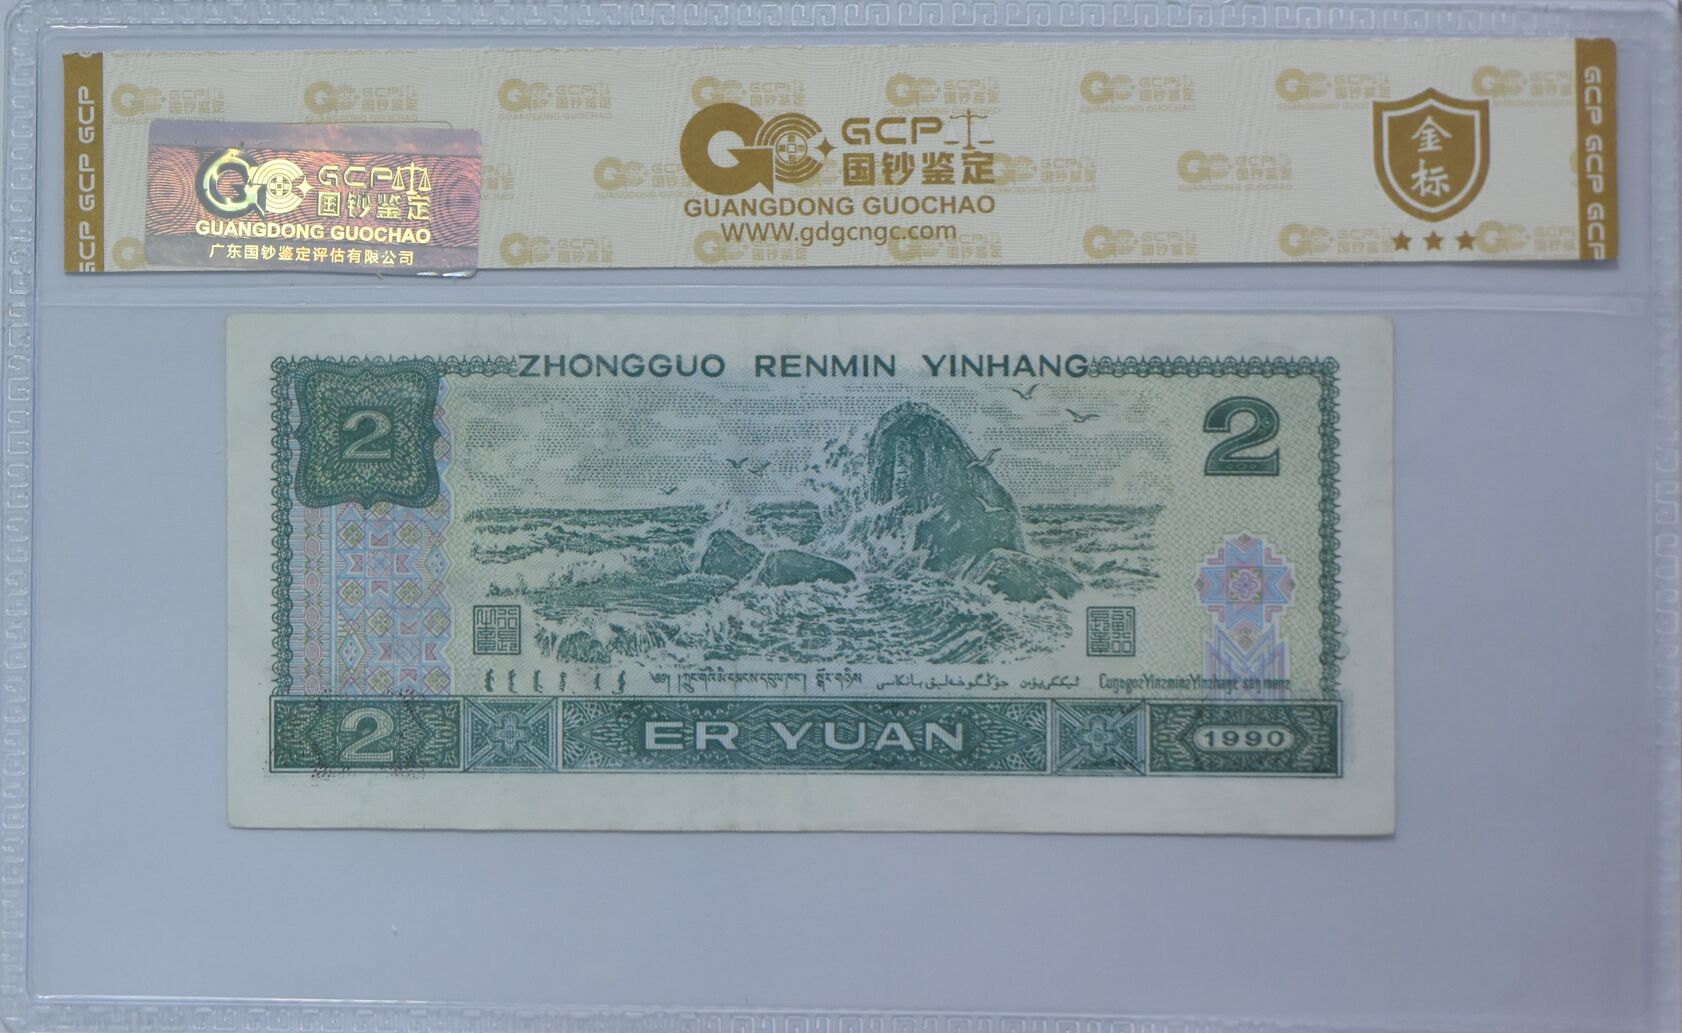 GCP GCP GCP
GCP
国钞鉴定
GUANGDONG GUOCHAO
广东国钞鉴定评估有限公司
GCP
国钞鉴定
GUANGDONG GUOCHAO
WWW.gdgcngc.com
金标
★★★
GCP GCP GCP
ZHONGGUO RENMIN YINHANG
2
2
2
ER YUAN
1990